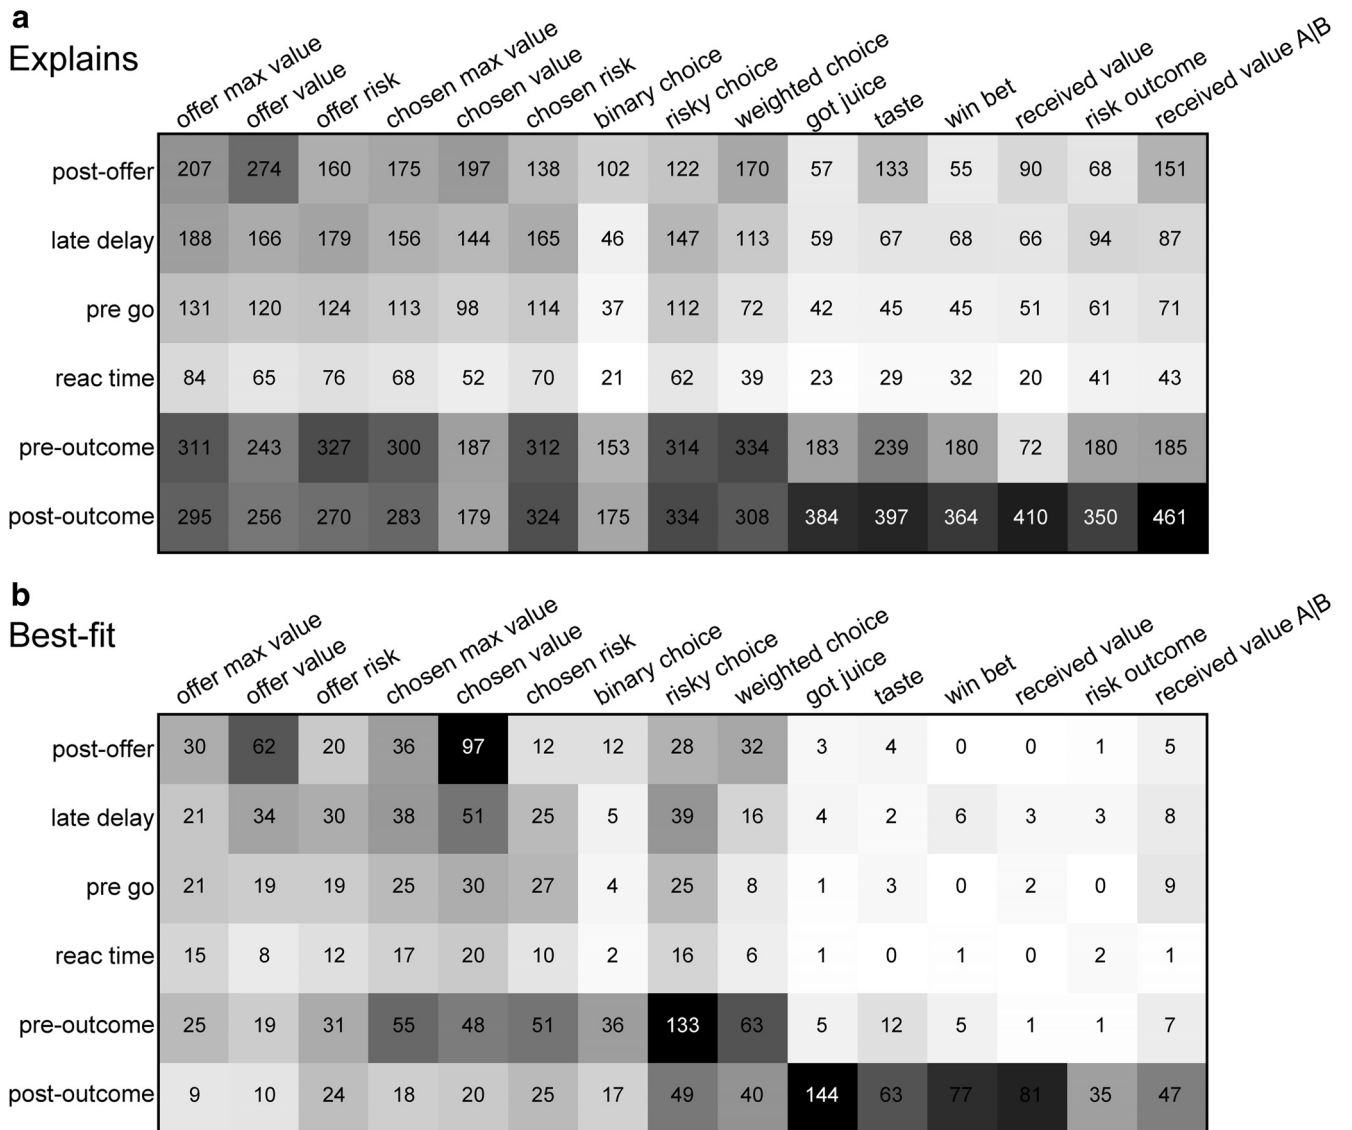 a
Explains
offer max value offer value offer risk chosen max value chosen value chosen risk binary choice risky choice weighted choice got juice taste win bet received value risk outcome received value A|B
post-offer 207 274 160 175 197 138 102 122 170 57 133 55 90 68 151
late delay 188 166 179 156 144 165 46 147 113 59 67 68 66 94 87
pre go 131 120 124 113 98 114 37 112 72 42 45 45 51 61 71
reac time 84 65 76 68 52 70 21 62 39 23 29 32 20 41 43
pre-outcome 311 243 327 300 187 312 153 314 334 183 239 180 72 180 185
post-outcome 295 256 270 283 179 324 175 334 308 384 397 364 410 350 461
b
Best-fit
offer max value offer value offer risk chosen max value chosen value chosen risk binary choice risky choice weighted choice got juice taste win bet received value risk outcome received value A|B
post-offer 30 62 20 36 97 12 12 28 32 3 4 0 0 1 5
late delay 21 34 30 38 51 25 5 39 16 4 2 6 3 3 8
pre go 21 19 19 25 30 27 4 25 8 1 3 0 2 0 9
reac time 15 8 12 17 20 10 2 16 6 1 0 1 0 2 1
pre-outcome 25 19 31 55 48 51 36 133 63 5 12 5 1 1 7
post-outcome 9 10 24 18 20 25 17 49 40 144 63 77 81 35 47